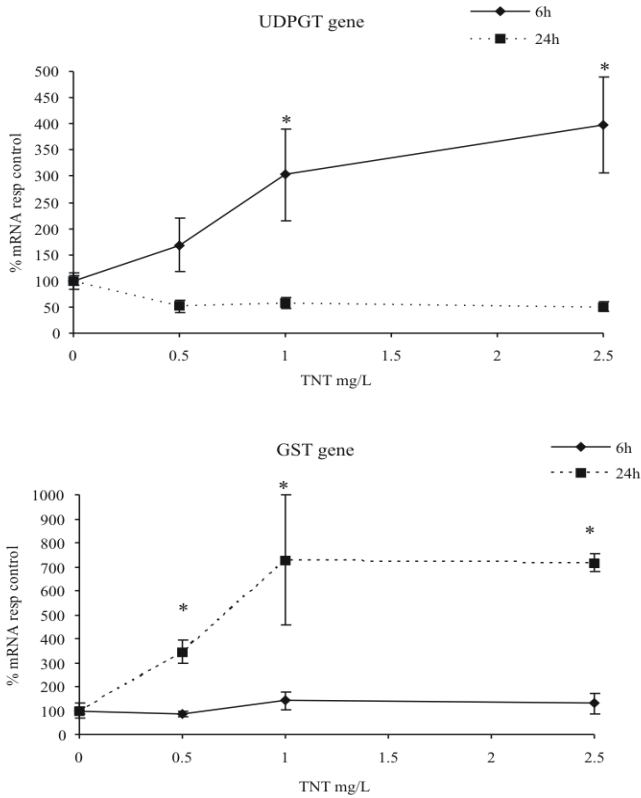 UDPGT gene
6h
24h
*
*
500
450
400
350
300
250
200
150
100
50
0
% mRNA resp control
0 0.5 1 1.5 2 2.5
TNT mg/L
GST gene
6h
24h
*
*
*
1000
900
800
700
600
500
400
300
200
100
0
% mRNA resp control
0 0.5 1 1.5 2 2.5
TNT mg/L